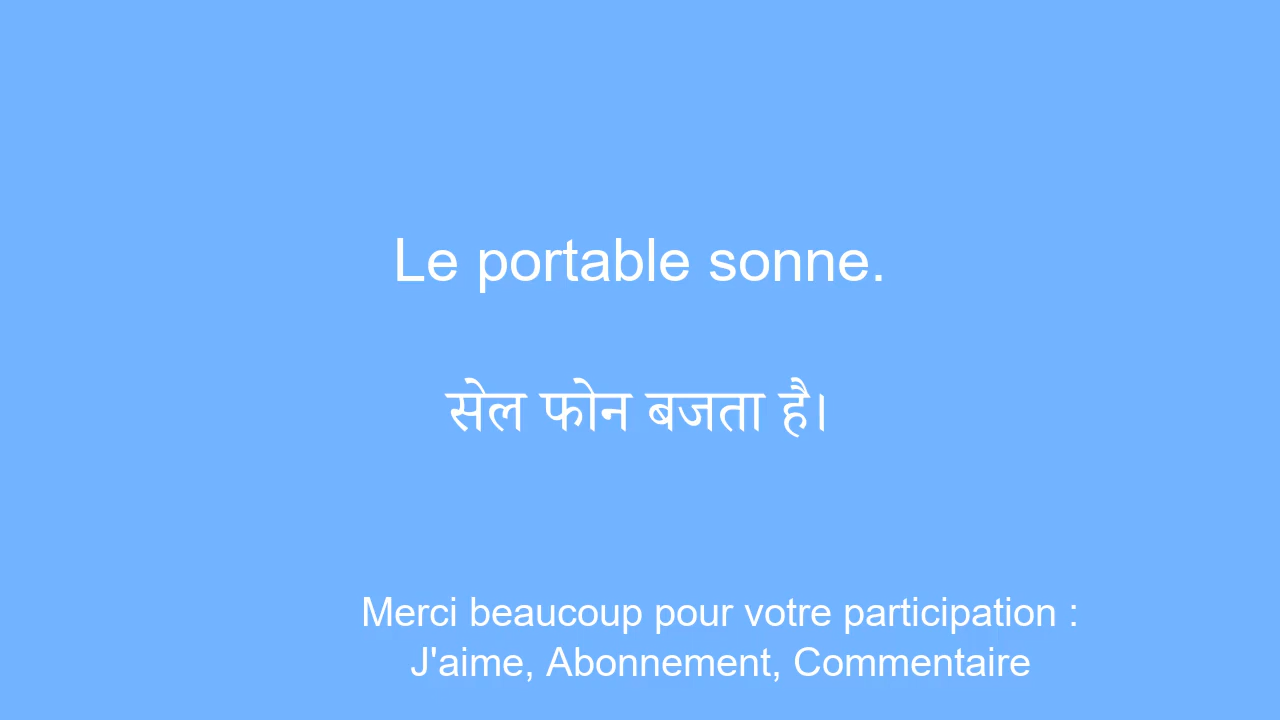 Le portable sonne.
सेल फोन बजता है।
Merci beaucoup pour votre participation :
J'aime, Abonnement, Commentaire